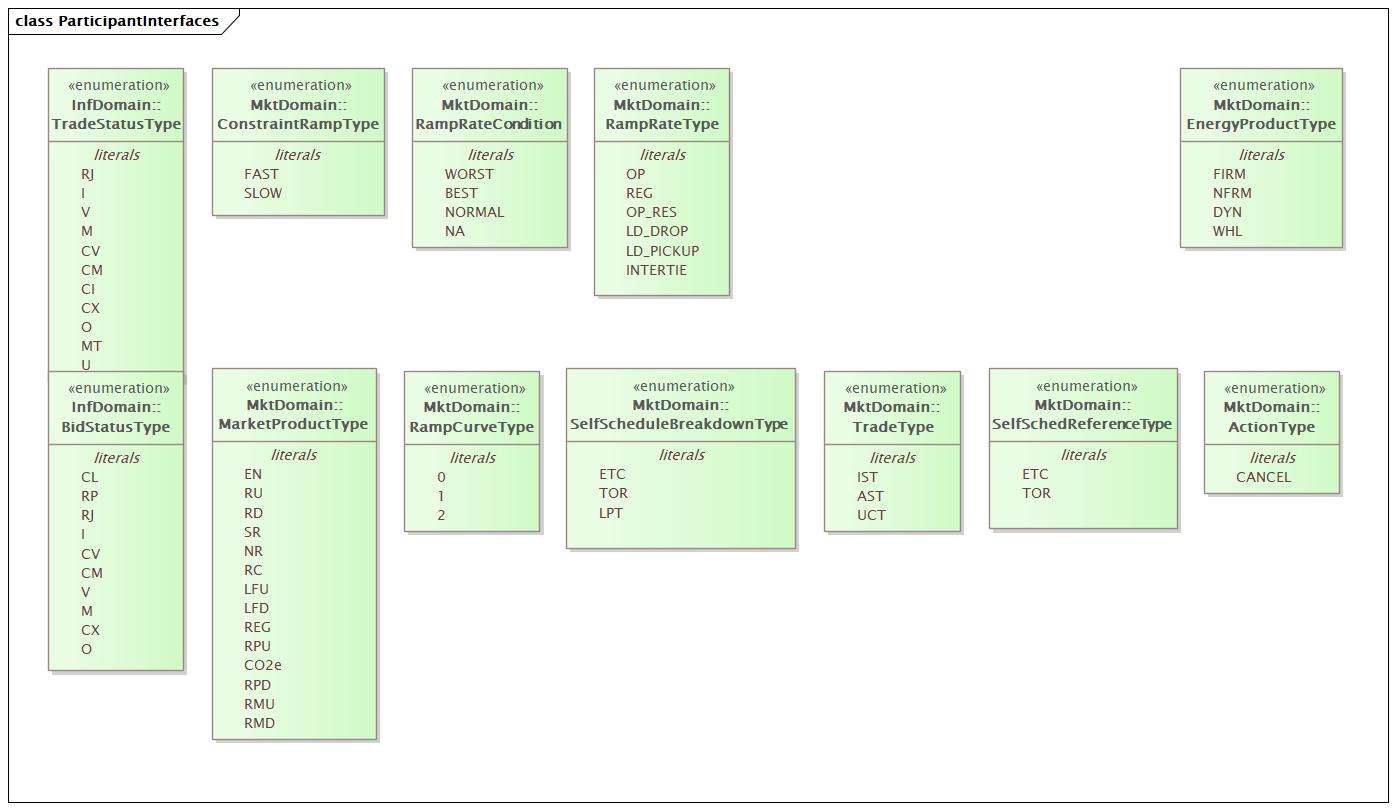 class ParticipantInterfaces
«enumeration»
InfDomain::
TradeStatusType
literals
RJ
I
V
M
CV
CM
CI
CX
O
MT
U
«enumeration»
MktDomain::
ConstraintRampType
literals
FAST
SLOW
«enumeration»
MktDomain::
RampRateCondition
literals
WORST
BEST
NORMAL
NA
«enumeration»
MktDomain::
RampRateType
literals
OP
REG
OP_RES
LD_DROP
LD_PICKUP
INTERTIE
«enumeration»
MktDomain::
EnergyProductType
literals
FIRM
NFRM
DYN
WHL
«enumeration»
InfDomain::
BidStatusType
literals
CL
RP
RJ
I
CV
CM
V
M
CX
O
«enumeration»
MktDomain::
MarketProductType
literals
EN
RU
RD
SR
NR
RC
LFU
LFD
REG
RPU
CO2e
RPD
RMU
RMD
«enumeration»
MktDomain::
RampCurveType
literals
0
1
2
«enumeration»
MktDomain::
SelfScheduleBreakdownType
literals
ETC
TOR
LPT
«enumeration»
MktDomain::
TradeType
literals
IST
AST
UCT
«enumeration»
MktDomain::
SelfSchedReferenceType
literals
ETC
TOR
«enumeration»
MktDomain::
ActionType
literals
CANCEL